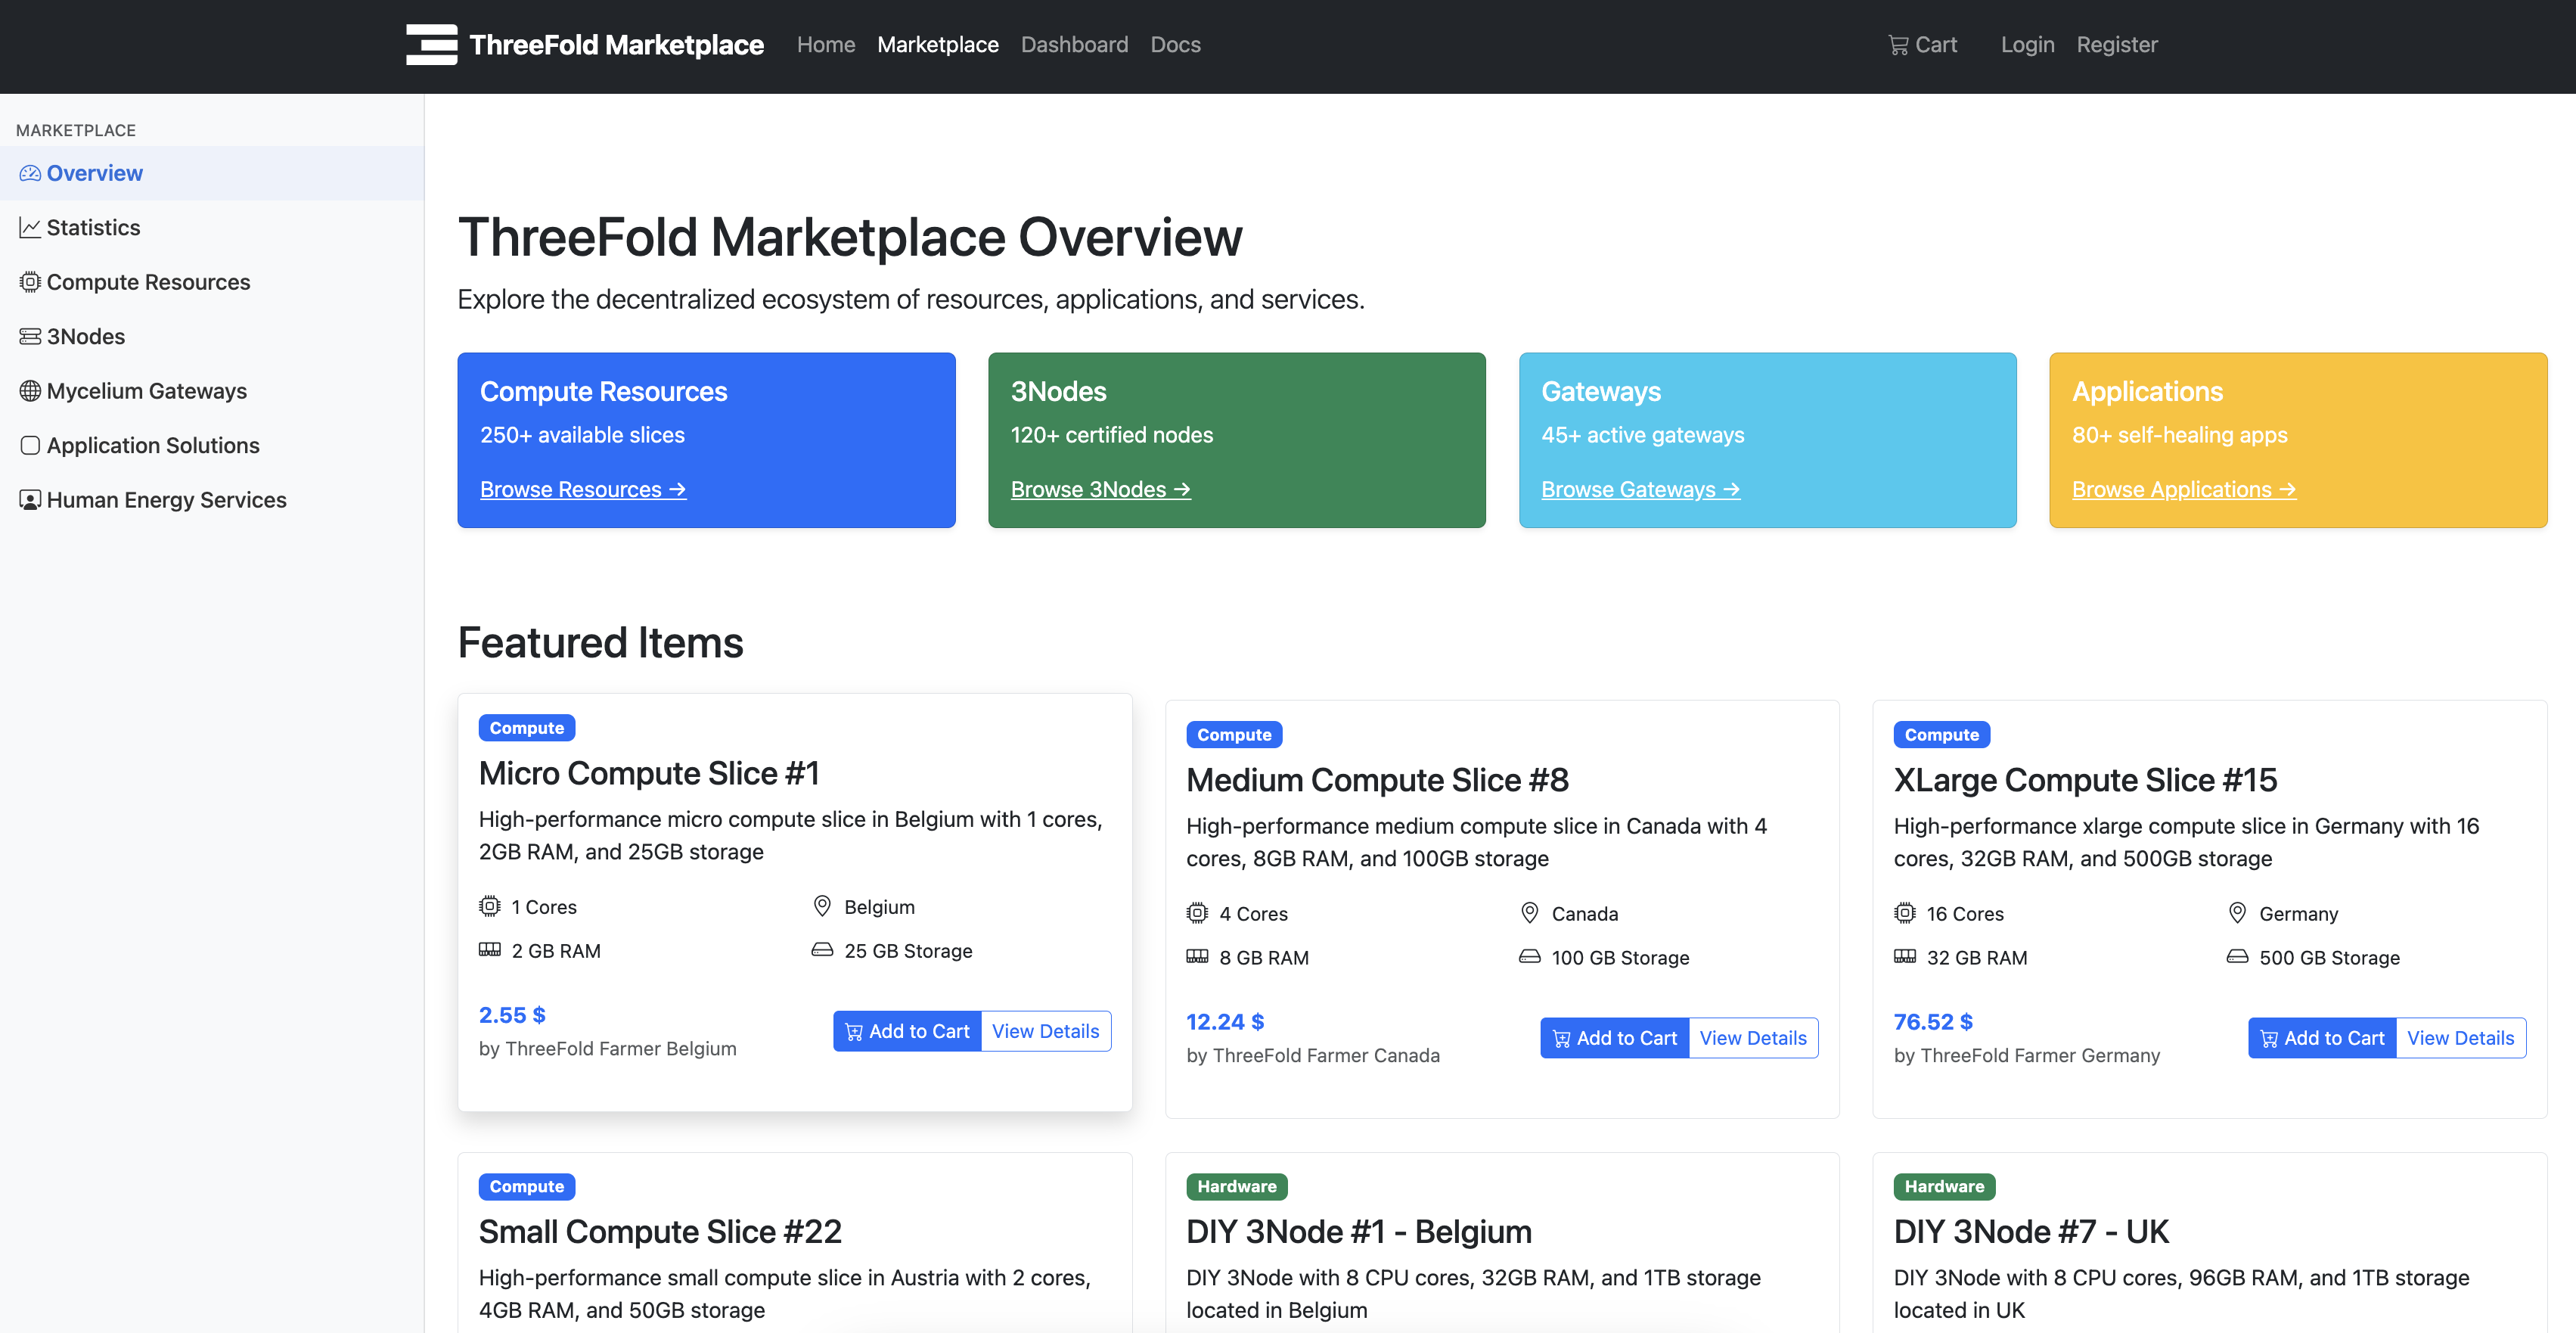 ThreeFold Marketplace
Home
Marketplace
Dashboard
Docs
Cart
Login
Register
MARKETPLACE
Overview
Statistics
Compute Resources
3Nodes
Mycelium Gateways
Application Solutions
Human Energy Services
ThreeFold Marketplace Overview
Explore the decentralized ecosystem of resources, applications, and services.
Compute Resources
250+ available slices
Browse Resources →
3Nodes
120+ certified nodes
Browse 3Nodes →
Gateways
45+ active gateways
Browse Gateways →
Applications
80+ self-healing apps
Browse Applications →
Featured Items
Compute
Micro Compute Slice #1
High-performance micro compute slice in Belgium with 1 cores,
2GB RAM, and 25GB storage
1 Cores
Belgium
2 GB RAM
25 GB Storage
2.55 $
by ThreeFold Farmer Belgium
Add to Cart
View Details
Compute
Medium Compute Slice #8
High-performance medium compute slice in Canada with 4
cores, 8GB RAM, and 100GB storage
4 Cores
Canada
8 GB RAM
100 GB Storage
12.24 $
by ThreeFold Farmer Canada
Add to Cart
View Details
Compute
XLarge Compute Slice #15
High-performance xlarge compute slice in Germany with 16
cores, 32GB RAM, and 500GB storage
16 Cores
Germany
32 GB RAM
500 GB Storage
76.52 $
by ThreeFold Farmer Germany
Add to Cart
View Details
Compute
Small Compute Slice #22
High-performance small compute slice in Austria with 2 cores,
4GB RAM, and 50GB storage
Hardware
DIY 3Node #1 - Belgium
DIY 3Node with 8 CPU cores, 32GB RAM, and 1TB storage
located in Belgium
Hardware
DIY 3Node #7 - UK
DIY 3Node with 8 CPU cores, 96GB RAM, and 1TB storage
located in UK